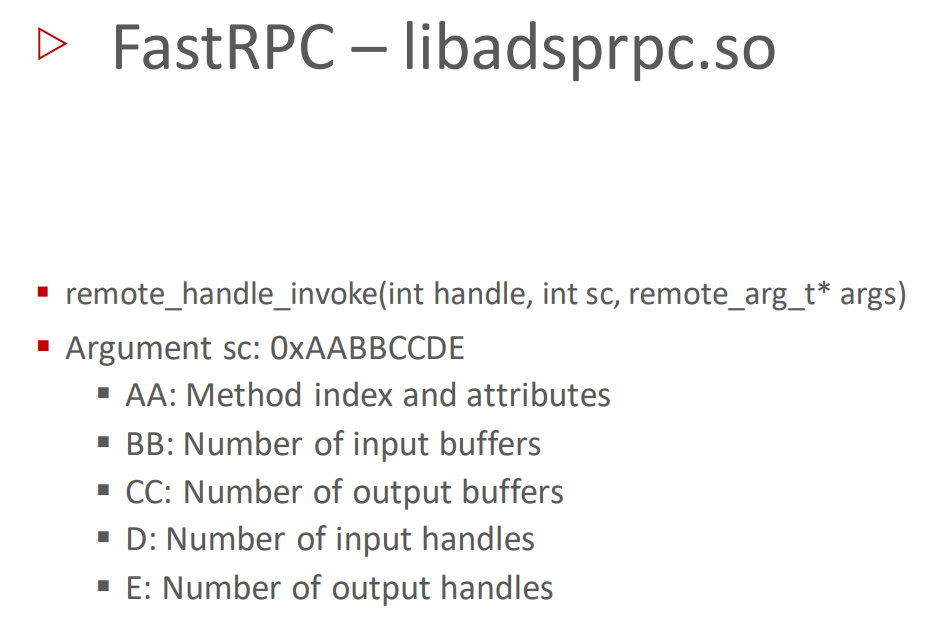 FastRPC – libadsprpc.so
remote_handle_invoke(int handle, int sc, remote_arg_t* args)
Argument sc: 0xAABBCCDE
AA: Method index and attributes
BB: Number of input buffers
CC: Number of output buffers
D: Number of input handles
E: Number of output handles